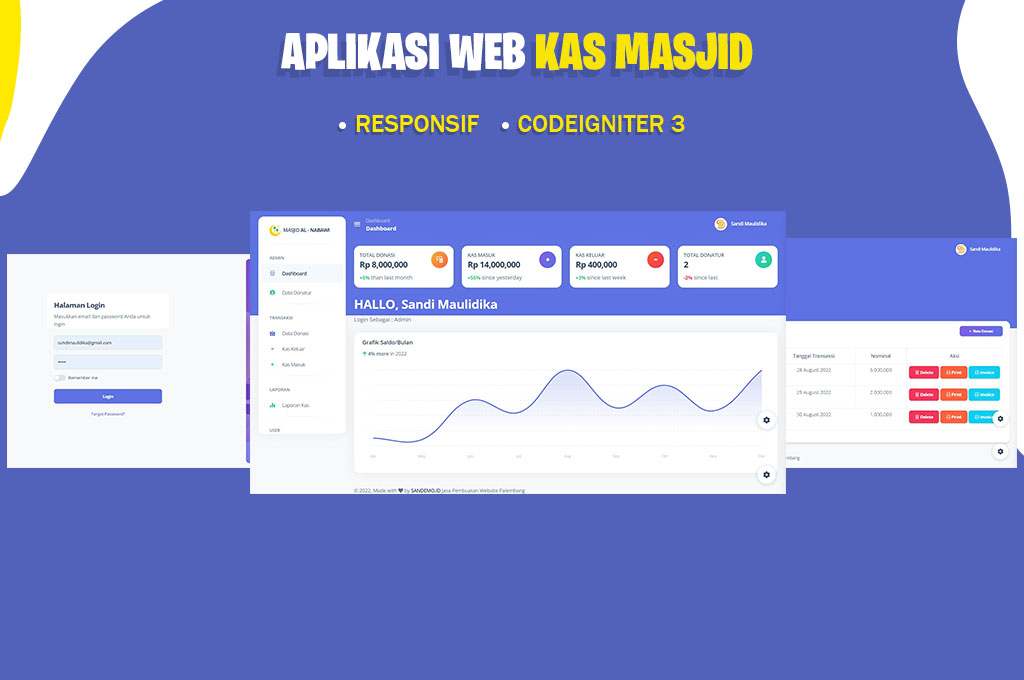 APLIKASI WEB KAS MASJID
• RESPONSIF • CODEIGNITER 3
Halaman Login
Masukkan email dan password Anda untuk
login
sundimaulidika@gmail.com
Remember me
Login
Forgot Password?
MASJID AL - NABAWI
ADMIN
Dashboard
Data Donatur
TRANSAKSI
Data Donasi
Kas Keluar
Kas Masuk
LAPORAN
Laporan Kas
USER
Dashboard
Dashboard
Sandi Maulidika
TOTAL DONASI
Rp 8,000,000
+5% than last month
KAS MASUK
Rp 14,000,000
+55% since yesterday
KAS KELUAR
Rp 400,000
+3% since last week
TOTAL DONATUR
2
-2% since last
HALLO, Sandi Maulidika
Login Sebagai : Admin
Grafik Saldo/Bulan
4% more in 2022
Apr May Jun Jul Aug Sep Oct Nov Dec
© 2022, Made with ♥ by SANDEMO.ID Jasa Pembuatan Website Palembang
Sandi Maulidika
+ New Donasi
Tanggal Transaksi Nominal Aksi
28 August 2022 5,000,000 Delete Print Invoice
29 August 2022 2,000,000 Delete Print Invoice
30 August 2022 1,000,000 Delete Print Invoice
mbang